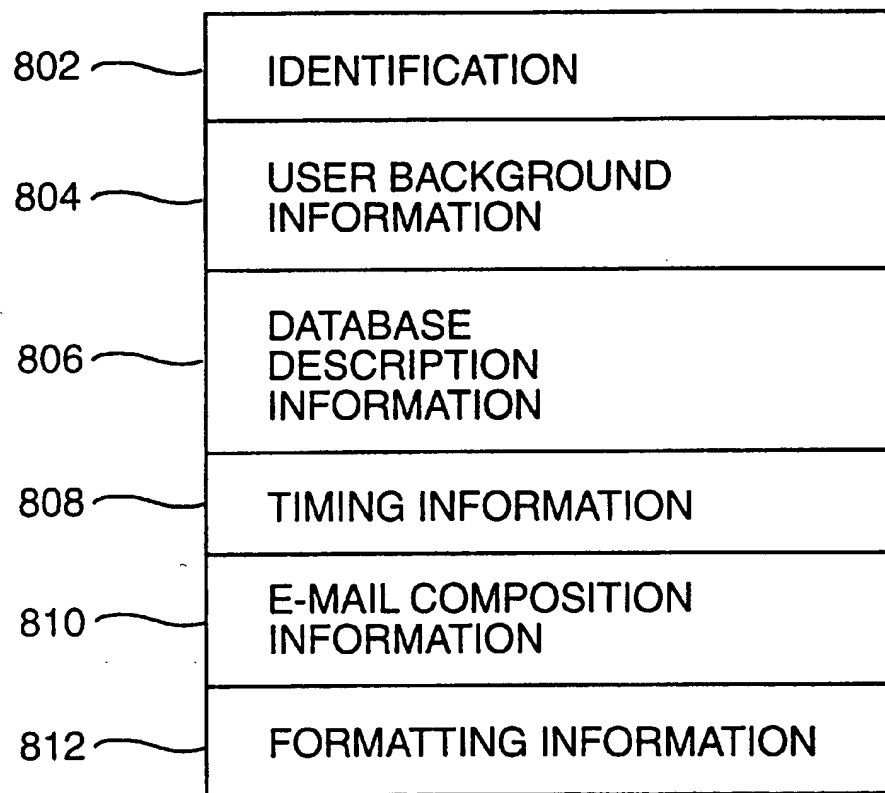 802 IDENTIFICATION
804 USER BACKGROUND
INFORMATION
806 DATABASE
DESCRIPTION
INFORMATION
808 TIMING INFORMATION
810 E-MAIL COMPOSITION
INFORMATION
812 FORMATTING INFORMATION